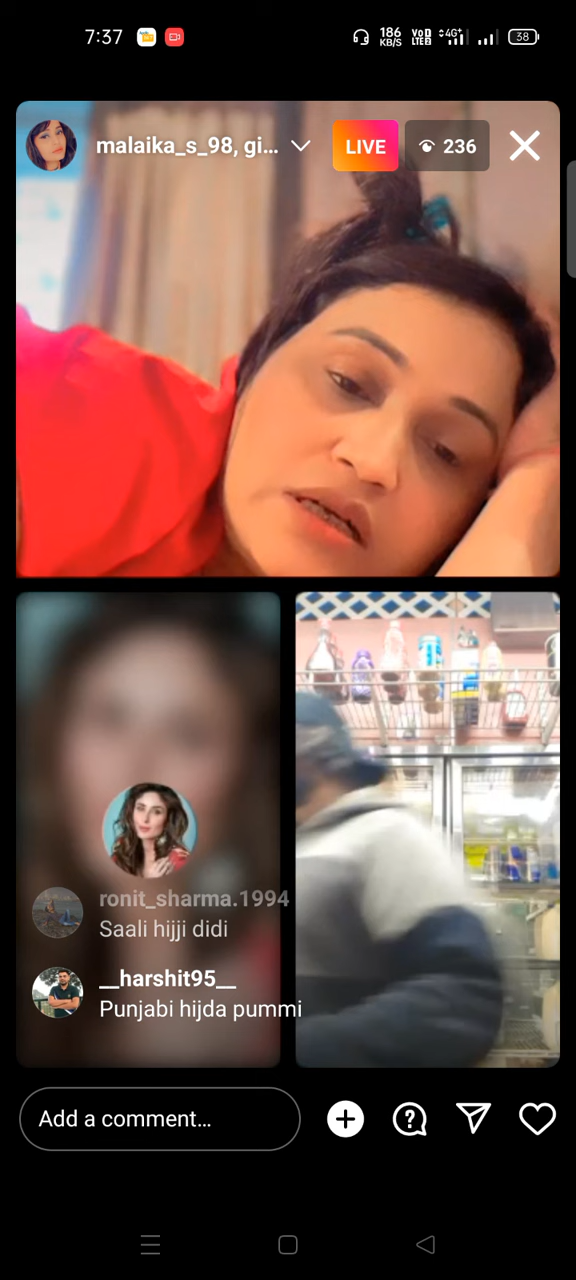 7:37
186
KB/S
VoD
LTE2
4G+
38
malaika_s_98, gi...
LIVE
236
ronit_sharma.1994
Saali hijji didi
__harshit95__
Punjabi hijda pummi
Add a comment...